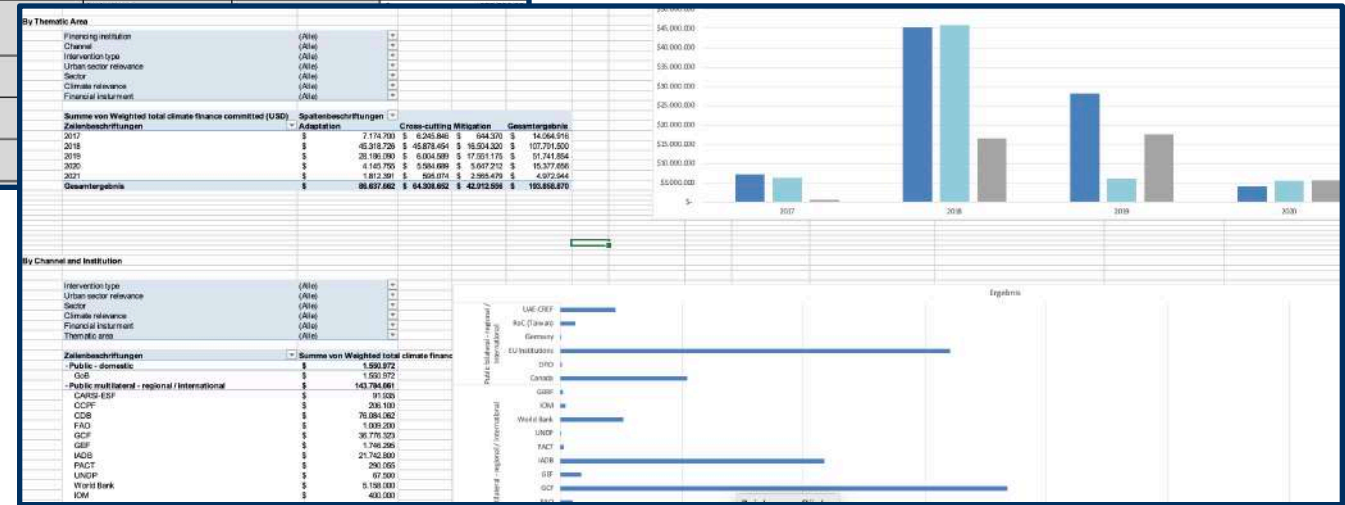 By Thematic Area
Financing institution (Alle)
Channel (Alle)
Intervention type (Alle)
Urban sector relevance (Alle)
Sector (Alle)
Climate relevance (Alle)
Financial insturment (Alle)
Summe von Weighted total climate finance committed (USD) Spaltenbeschriftungen
Zeilenbeschriftungen Adaptation Cross-cutting Mitigation Gesamtergebnis
2017 $ 7.174.700 $ 6.245.846 $ 644.370 $ 14.064.916
2018 $ 45.318.726 $ 45.878.454 $ 16.504.320 $ 107.701.500
2019 $ 28.186.090 $ 6.004.589 $ 17.551.175 $ 51.741.854
2020 $ 4.145.755 $ 5.584.689 $ 5.647.212 $ 15.377.656
2021 $ 1.812.391 $ 595.074 $ 2.565.479 $ 4.972.944
Gesamtergebnis $ 86.637.662 $ 64.308.652 $ 42.912.556 $ 193.858.870
$45.000.000
$40.000.000
$35.000.000
$30.000.000
$25.000.000
$20.000.000
$15.000.000
$10.000.000
$5.000.000
$-
2017 2018 2019 2020
By Channel and Institution
Intervention type (Alle)
Urban sector relevance (Alle)
Sector (Alle)
Climate relevance (Alle)
Financial insturment (Alle)
Thematic area (Alle)
Zeilenbeschriftungen Summe von Weighted total climate financ
- Public - domestic $ 1.560.972
GoB $ 1.560.972
- Public multilateral - regional / international $ 143.784.661
CARSI-ESF $ 91.935
CCPF $ 206.100
CDB $ 76.084.062
FAO $ 1.009.200
GCF $ 36.776.323
GEF $ 1.746.295
IADB $ 21.742.800
PACT $ 290.055
UNDP $ 67.500
World Bank $ 5.158.000
IOM $ 400.000
Ergebnis
Public bilateral - regional / international
UAE-CREF
RoC (Taiwan)
Germany
EU Institutions
DFID
Canada
IOM
World Bank
UNDP
PACT
IADB
GEF
GCF
FAO